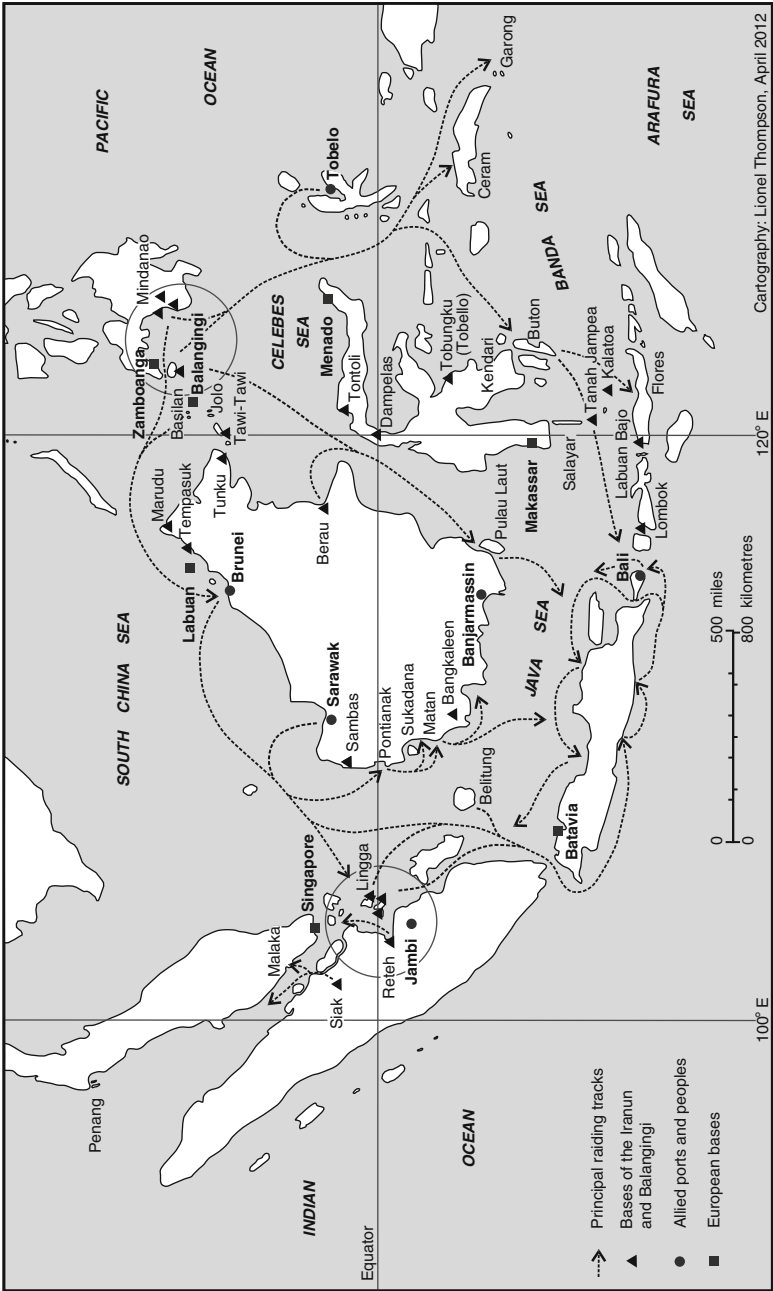 PACIFIC
OCEAN
SOUTH CHINA SEA
CELEBES
SEA
BANDA
SEA
ARAFURA
SEA
JAVA
SEA
INDIAN
OCEAN
Equator
100° E
120° E
Penang
Malaka
Singapore
Siak
Reteh
Lingga
Jambi
Belitung
Batavia
Sarawak
Sambas
Pontianak
Sukadana
Matan
Bangkaleen
Banjarmassin
Pulau Laut
Brunei
Labuan
Tempasuk
Marudu
Tunku
Berau
Tawi-Tawi
Jolo
Balangingi
Basilan
Zamboanga
Mindanao
Menado
Tontoli
Dampelas
Tobungku
(Tobello)
Kendari
Buton
Makassar
Salayar
Tanah Jampea
Kalatoa
Flores
Labuan Bajo
Lombok
Bali
Tobelo
Ceram
Garong
0 500 miles
0 800 kilometres
Principal raiding tracks
Bases of the Iranun
and Balangingi
Allied ports and peoples
European bases
Cartography: Lionel Thompson, April 2012